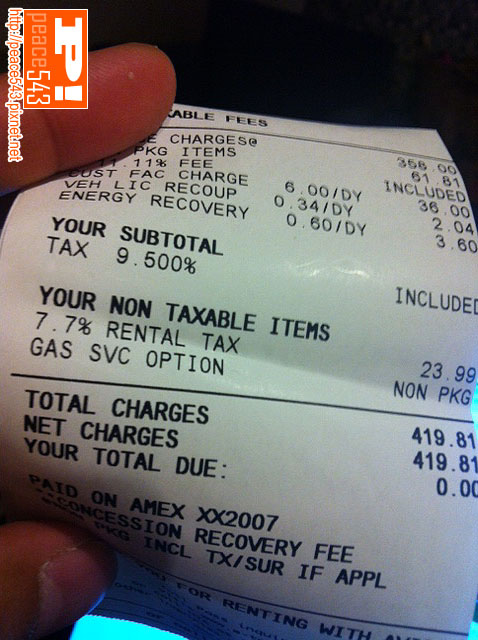 http://peace543.pixnet.net
peace543
P!
XABLE FEES
CHARGES@ 358.00
PKG ITEMS 61.81
11.11% FEE INCLUDED
CUST FAC CHARGE 6.00/DY 36.00
VEH LIC RECOUP 0.34/DY 2.04
ENERGY RECOVERY 0.60/DY 3.60
YOUR SUBTOTAL
TAX 9.500% INCLUDED
YOUR NON TAXABLE ITEMS
7.7% RENTAL TAX 23.99
GAS SVC OPTION NON PKG
TOTAL CHARGES 419.81
NET CHARGES 419.81
YOUR TOTAL DUE: 0.00
PAID ON AMEX XX2007
*CONCESSION RECOVERY FEE
PKG INCL TX/SUR IF APPL
YOU FOR RENTING WITH